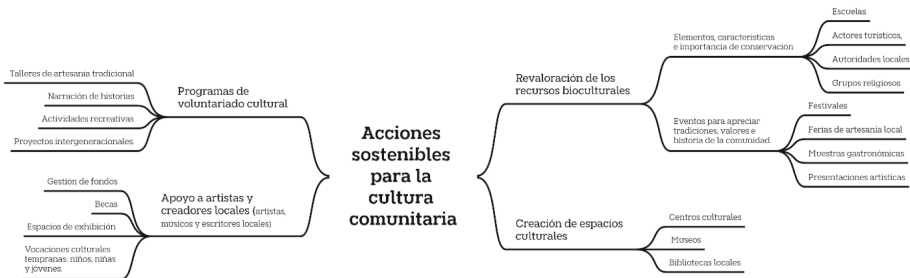 Talleres de artesanía tradicional
Narración de historias
Actividades recreativas
Proyectos intergeneracionales.
Programas de
voluntariado cultural
Gestión de fondos
Becas
Espacios de exhibición
Vocaciones culturales
tempranas: niños, niñas
y jóvenes.
Apoyo a artistas y
creadores locales (artistas,
músicos y escritores locales)
Acciones
sostenibles
para la
cultura
comunitaria
Revaloración de los
recursos bioculturales
Elementos, características
e importancia de conservación
Escuelas
Actores turísticos,
Autoridades locales
Grupos religiosos
Eventos para apreciar
tradiciones, valores e
historia de la comunidad.
Festivales
Ferias de artesanía local
Muestras gastronómicas
Presentaciones artísticas
Creación de espacios
culturales
Centros culturales
Museos
Bibliotecas locales